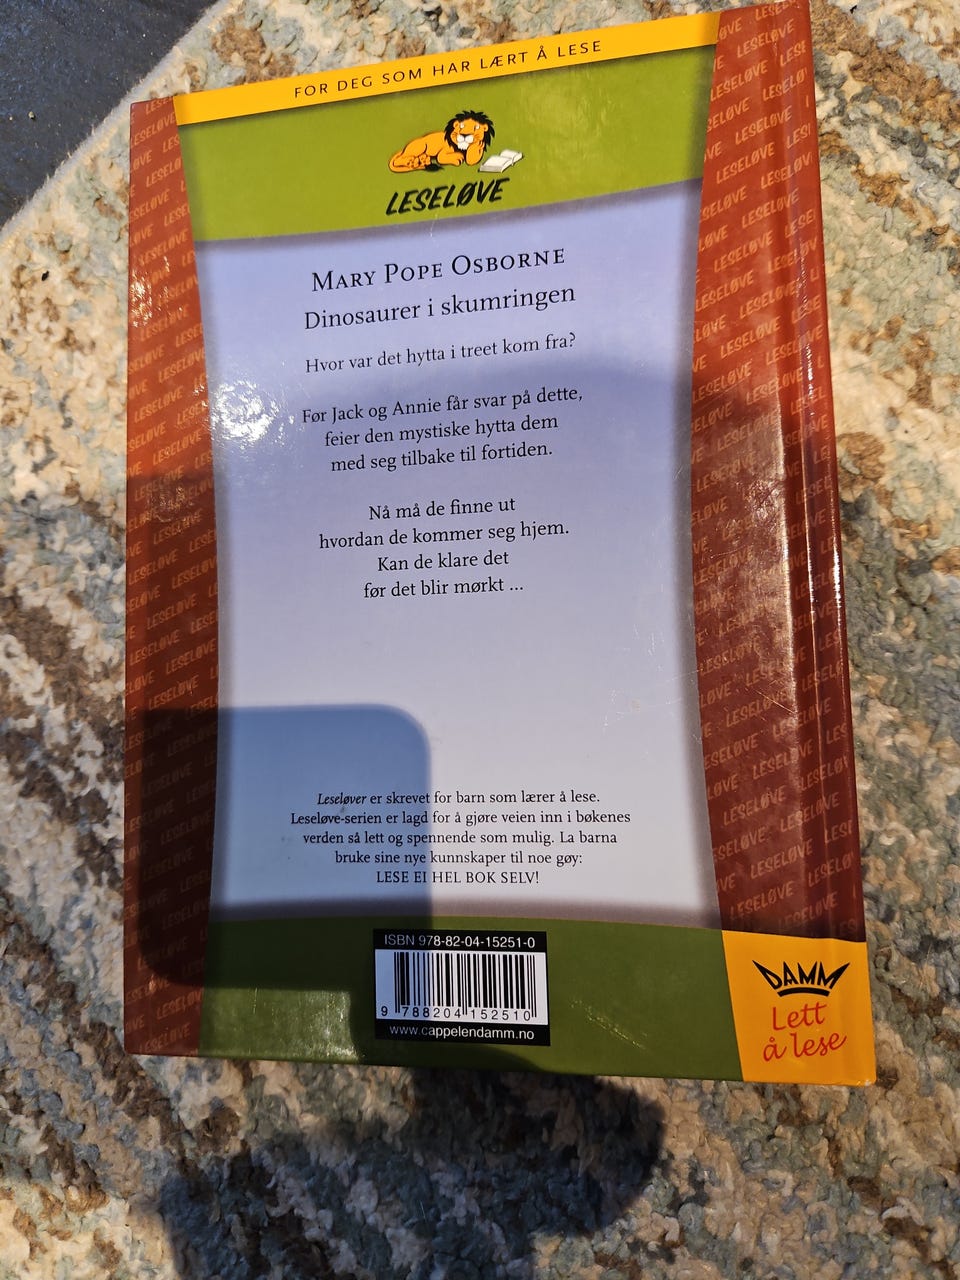 FOR DEG SOM HAR LÆRT Å LESE
LESELØVE
MARY POPE OSBORNE
Dinosaurer i skumringen
Hvor var det hytta i treet kom fra?
Før Jack og Annie får svar på dette,
feier den mystiske hytta dem
med seg tilbake til fortiden.
Nå må de finne ut
hvordan de kommer seg hjem.
Kan de klare det
før det blir mørkt ...
Leseløver er skrevet for barn som lærer å lese.
Leseløve-serien er lagd for å gjøre veien inn i bøkenes
verden så lett og spennende som mulig. La barna
bruke sine nye kunnskaper til noe gøy:
LESE EI HEL BOK SELV!
ISBN 978-82-04-15251-0
9 788204 152510
www.cappelendamm.no
DAMM
Lett
å lese